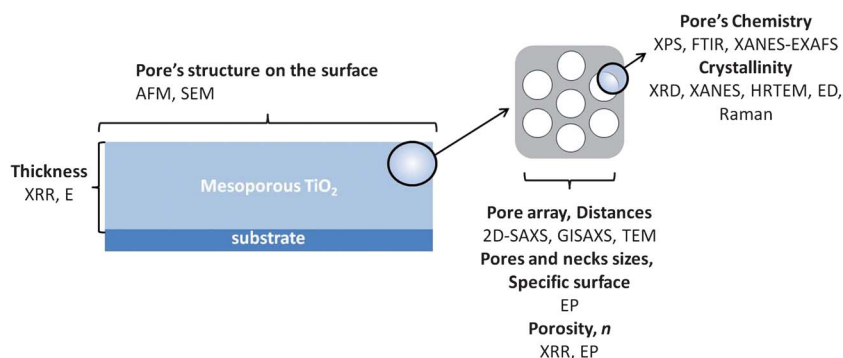 Pore's structure on the surface
AFM, SEM
Thickness
XRR, E
Mesoporous TiO₂
substrate
Pore's Chemistry
XPS, FTIR, XANES-EXAFS
Crystallinity
XRD, XANES, HRTEM, ED,
Raman
Pore array, Distances
2D-SAXS, GISAXS, TEM
Pores and necks sizes,
Specific surface
EP
Porosity, n
XRR, EP